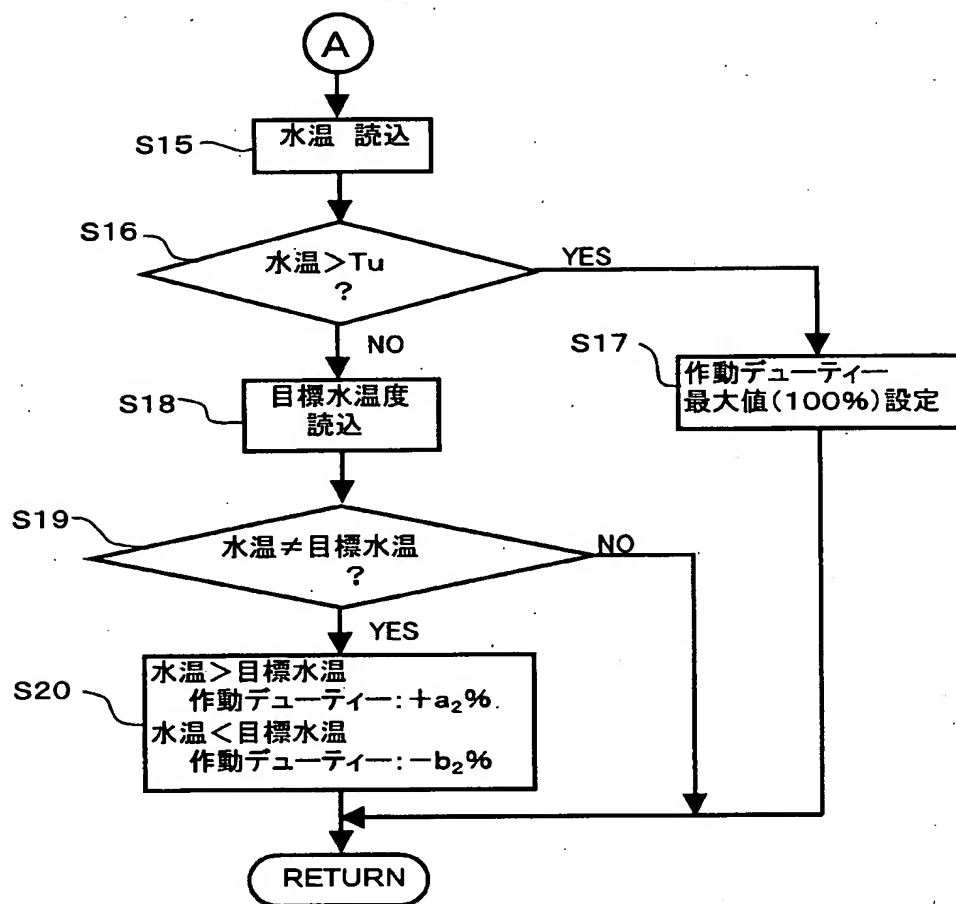 A
S15
水温 読込
S16
水温>Tu
?
YES
NO
S17
作動デューティー
最大値(100%)設定
S18
目標水温度
読込
S19
水温≠目標水温
?
NO
YES
S20
水温>目標水温
作動デューティー:+a₂%
水温<目標水温
作動デューティー:-b₂%
RETURN